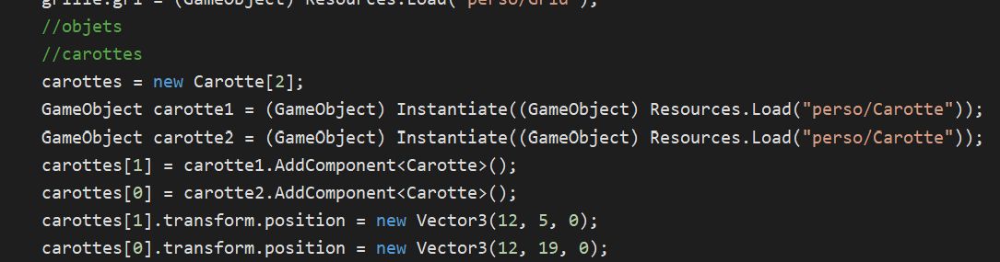 grille.gri = (GameObject) Resources.Load("perso/Grid");
//objets
//carottes
carottes = new Carotte[2];
GameObject carotte1 = (GameObject) Instantiate((GameObject) Resources.Load("perso/Carotte"));
GameObject carotte2 = (GameObject) Instantiate((GameObject) Resources.Load("perso/Carotte"));
carottes[1] = carotte1.AddComponent<Carotte>();
carottes[0] = carotte2.AddComponent<Carotte>();
carottes[1].transform.position = new Vector3(12, 5, 0);
carottes[0].transform.position = new Vector3(12, 19, 0);